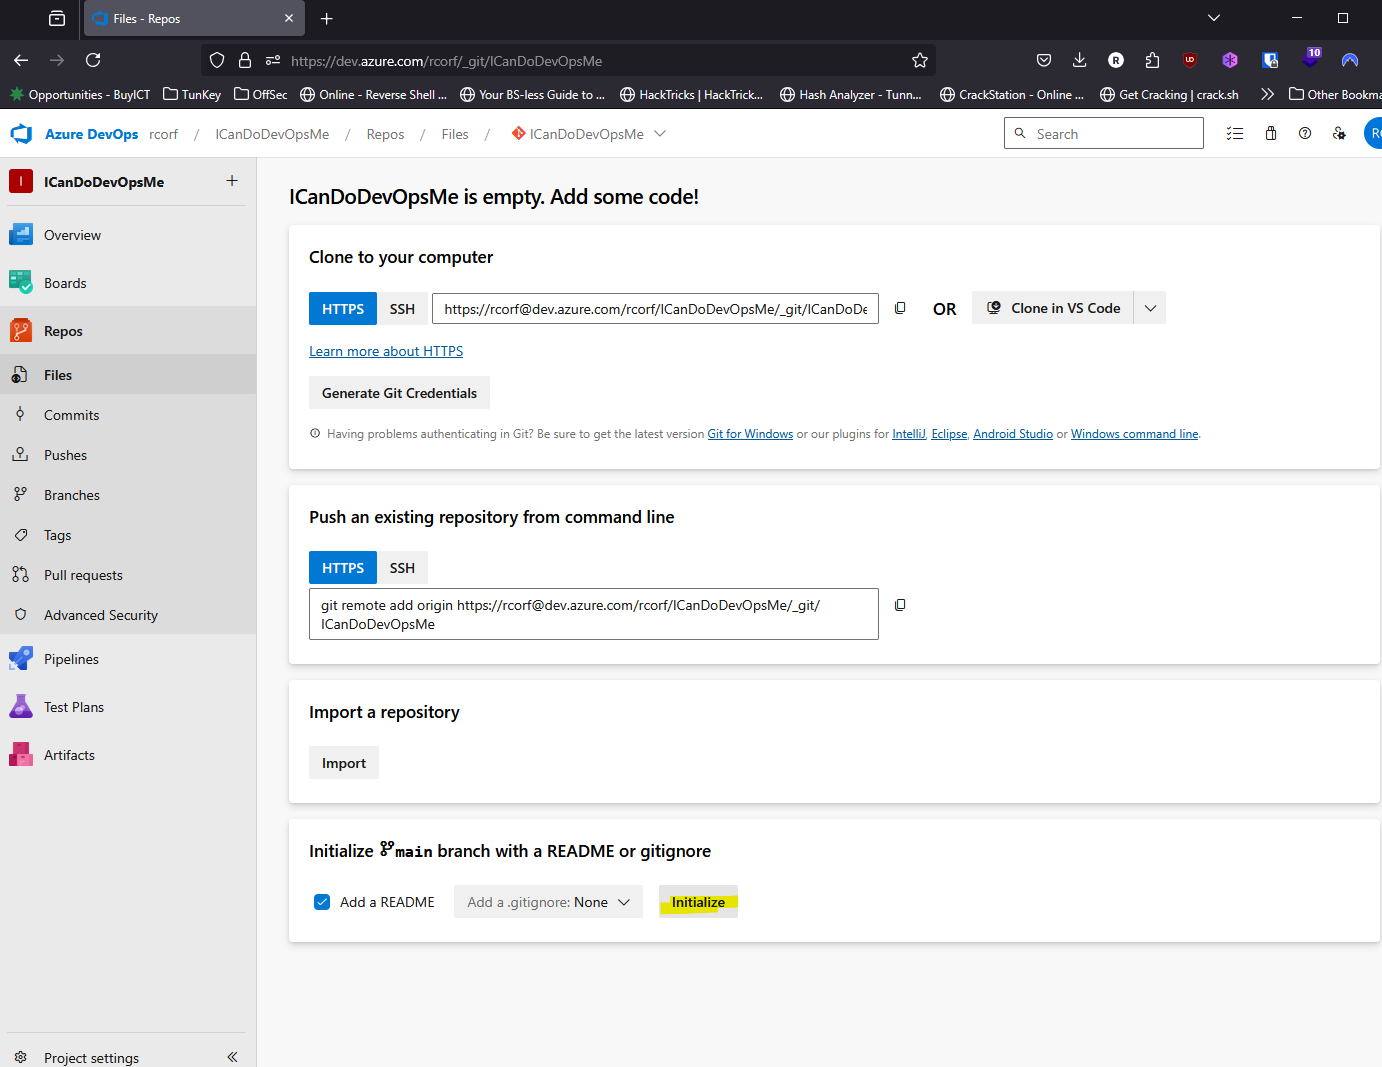 Files - Repos
https://dev.azure.com/rcorf/_git/ICanDoDevOpsMe
R
UD
10
Opportunities - BuyICT
TunKey
OffSec
Online - Reverse Shell ...
Your BS-less Guide to ...
HackTricks | HackTrick...
Hash Analyzer - Tunn...
CrackStation - Online ...
Get Cracking | crack.sh
Other Bookma
Azure DevOps rcorf / ICanDoDevOpsMe / Repos / Files / ICanDoDevOpsMe
Search
I
ICanDoDevOpsMe
Overview
Boards
Repos
Files
Commits
Pushes
Branches
Tags
Pull requests
Advanced Security
Pipelines
Test Plans
Artifacts
Project settings
ICanDoDevOpsMe is empty. Add some code!
Clone to your computer
HTTPS SSH https://rcorf@dev.azure.com/rcorf/ICanDoDevOpsMe/_git/ICanDoDe OR Clone in VS Code
Learn more about HTTPS
Generate Git Credentials
Having problems authenticating in Git? Be sure to get the latest version Git for Windows or our plugins for IntelliJ, Eclipse, Android Studio or Windows command line.
Push an existing repository from command line
HTTPS SSH
git remote add origin https://rcorf@dev.azure.com/rcorf/ICanDoDevOpsMe/_git/
ICanDoDevOpsMe
Import a repository
Import
Initialize main branch with a README or gitignore
Add a README Add a .gitignore: None Initialize